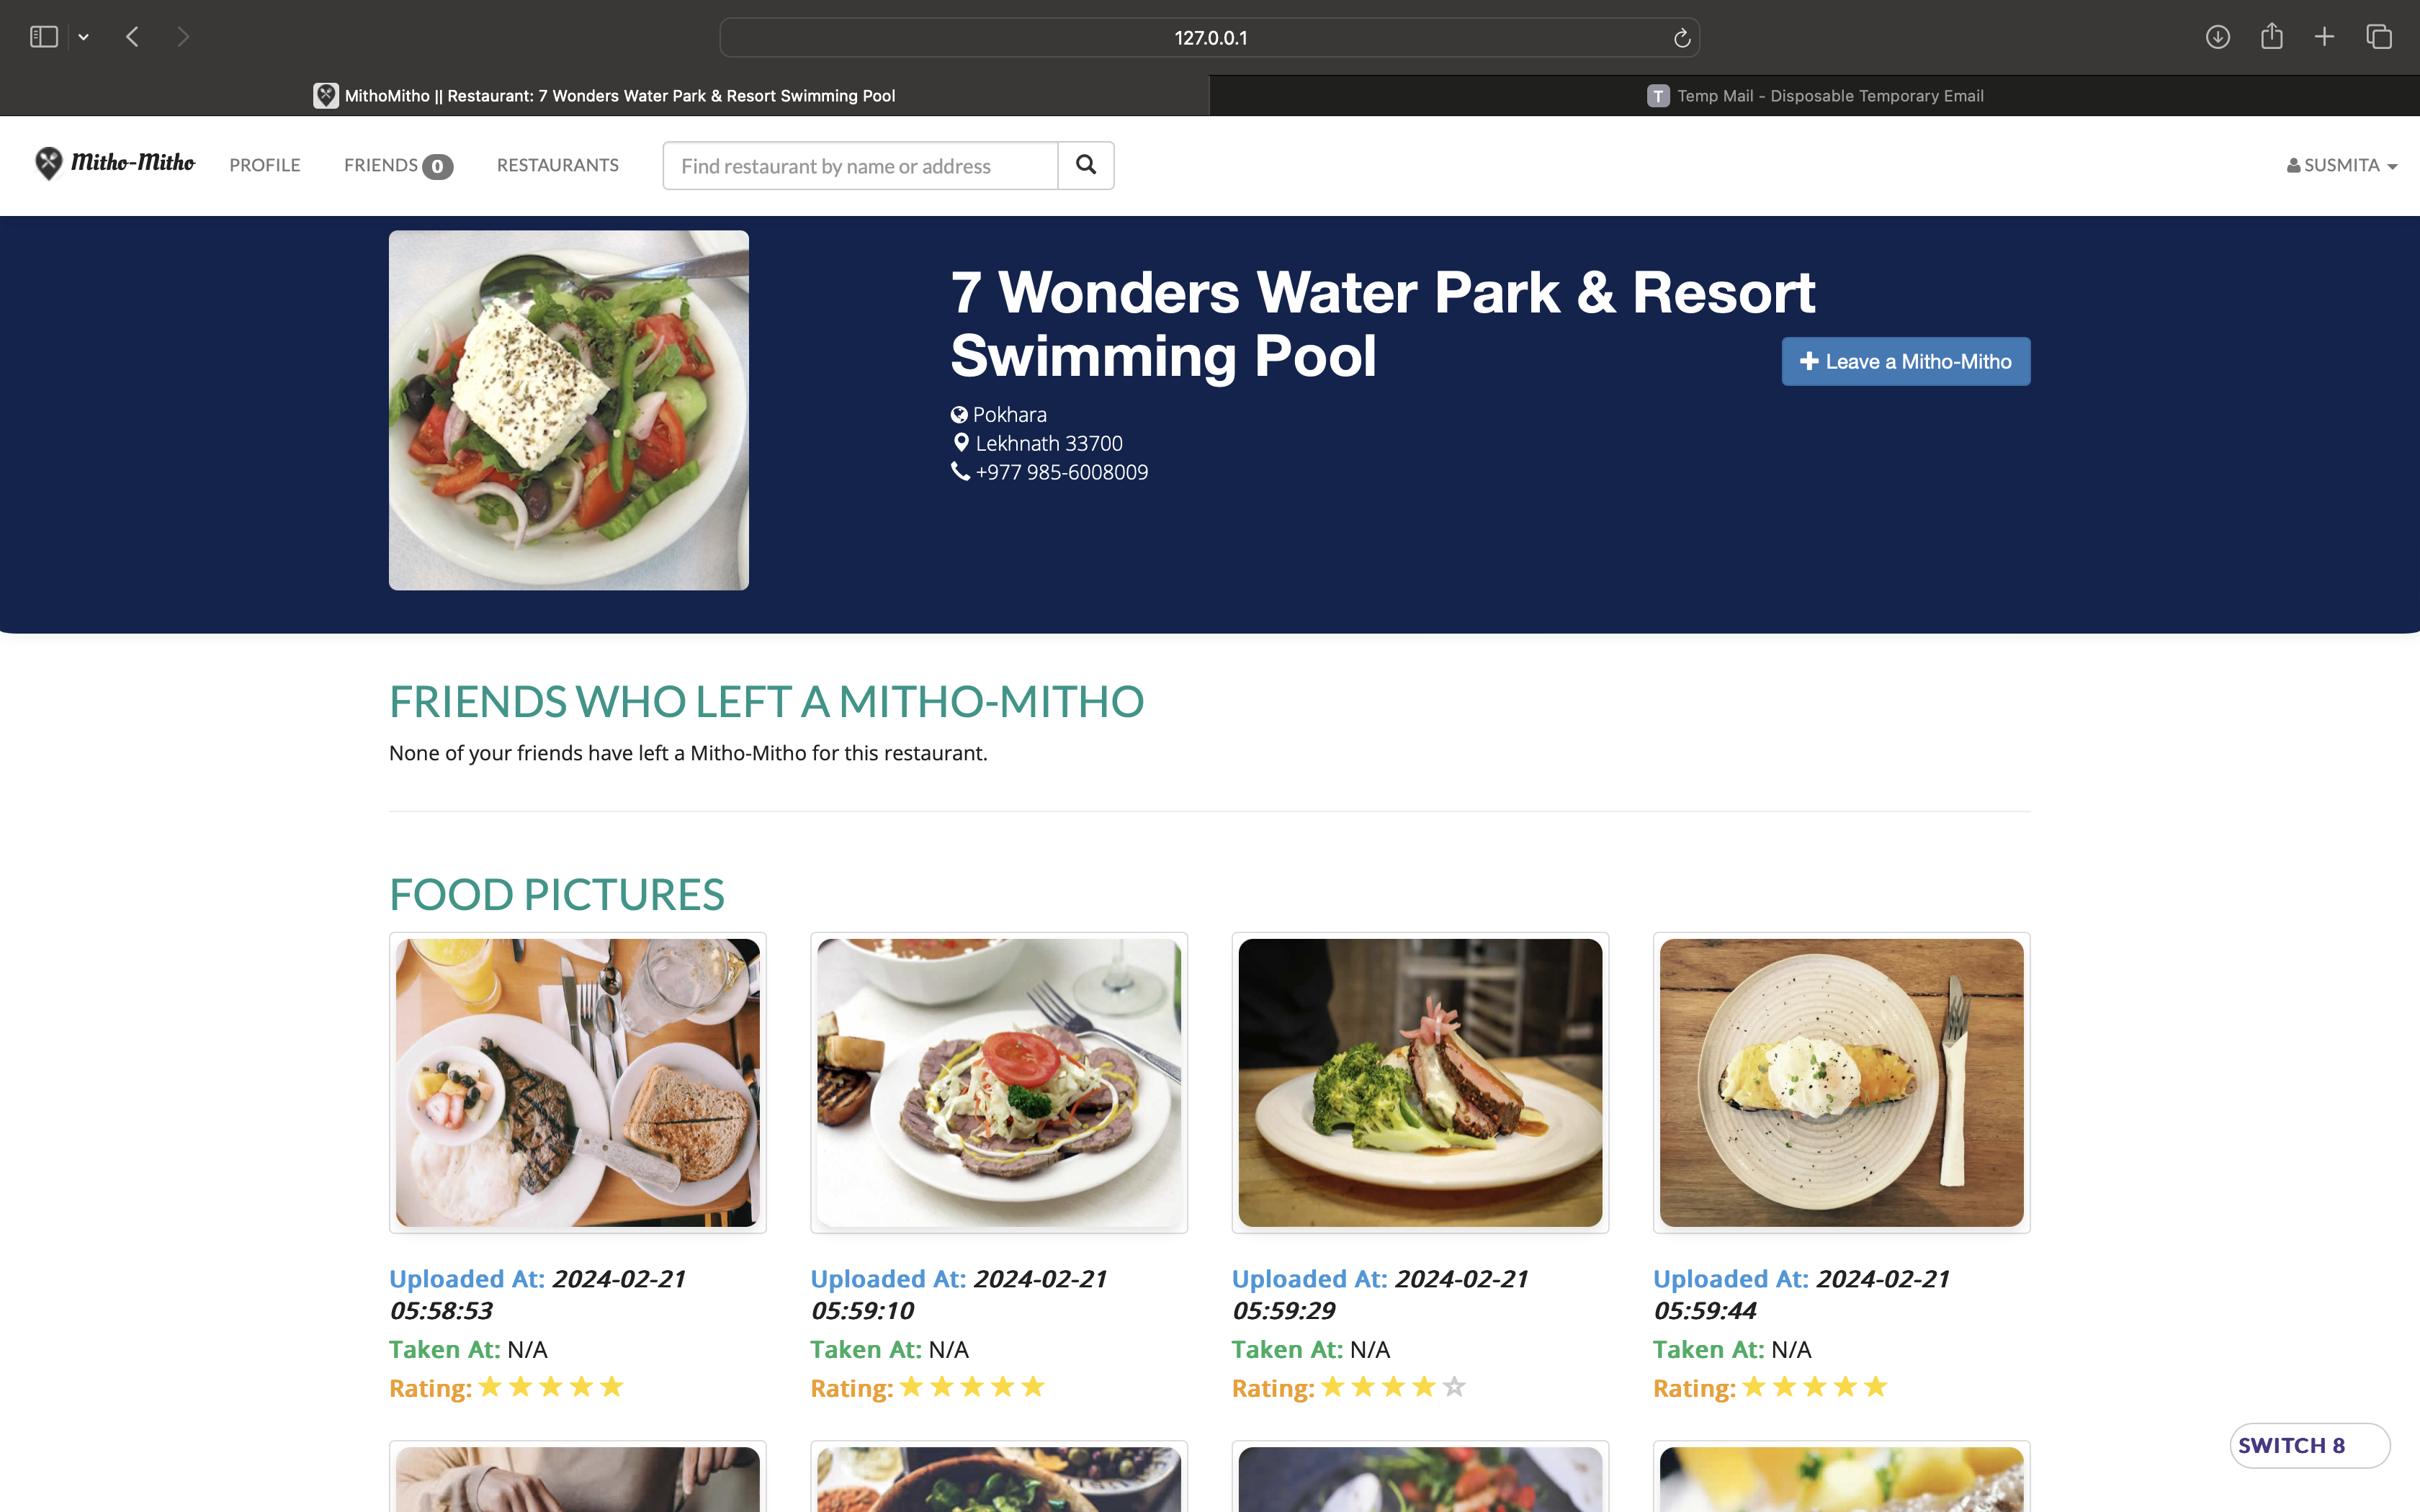 127.0.0.1
MithoMitho || Restaurant: 7 Wonders Water Park & Resort Swimming Pool
T Temp Mail - Disposable Temporary Email
Mitho-Mitho PROFILE FRIENDS 0 RESTAURANTS Find restaurant by name or address SUSMITA
7 Wonders Water Park & Resort
Swimming Pool
Leave a Mitho-Mitho
Pokhara
Lekhnath 33700
+977 985-6008009
FRIENDS WHO LEFT A MITHO-MITHO
None of your friends have left a Mitho-Mitho for this restaurant.
FOOD PICTURES
Uploaded At: 2024-02-21
05:58:53
Taken At: N/A
Rating:
Uploaded At: 2024-02-21
05:59:10
Taken At: N/A
Rating:
Uploaded At: 2024-02-21
05:59:29
Taken At: N/A
Rating:
Uploaded At: 2024-02-21
05:59:44
Taken At: N/A
Rating:
SWITCH 8